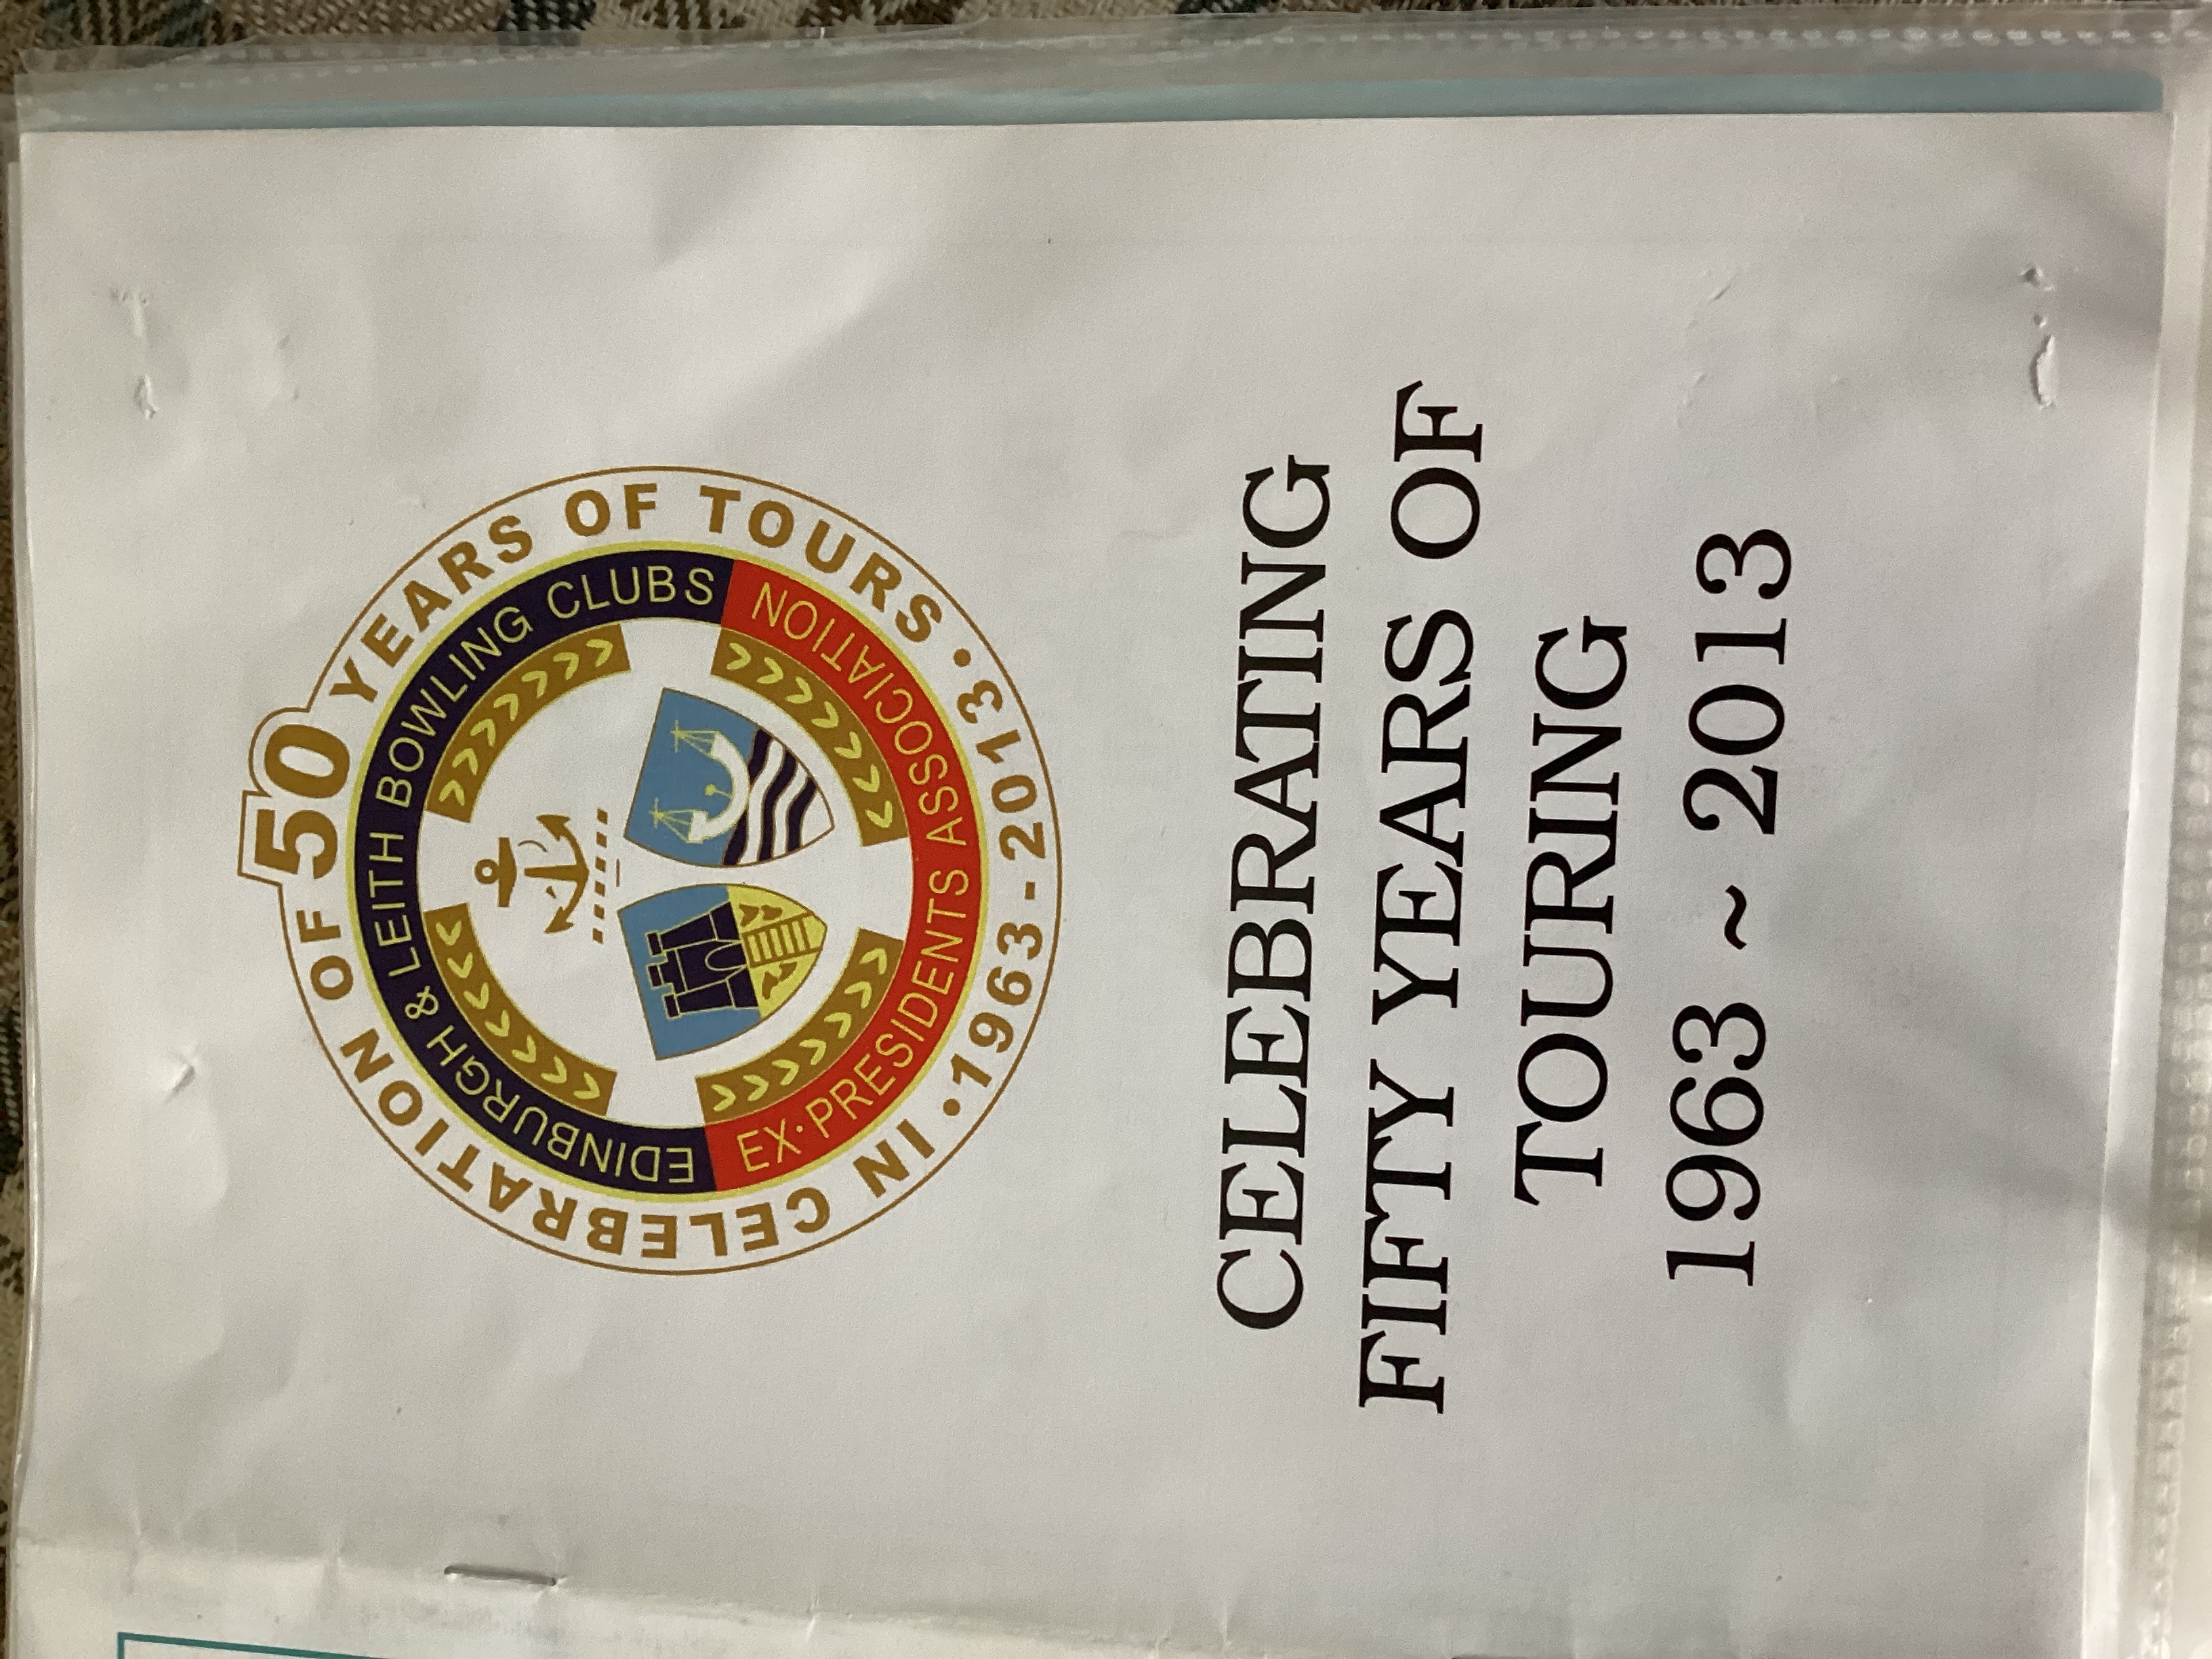 IN CELEBRATION OF 50 YEARS OF TOURS • 1963 - 2013 •
EDINBURGH & LEITH BOWLING CLUBS
EX·PRESIDENTS ASSOCIATION
CELEBRATING
FIFTY YEARS OF
TOURING
1963 ~ 2013